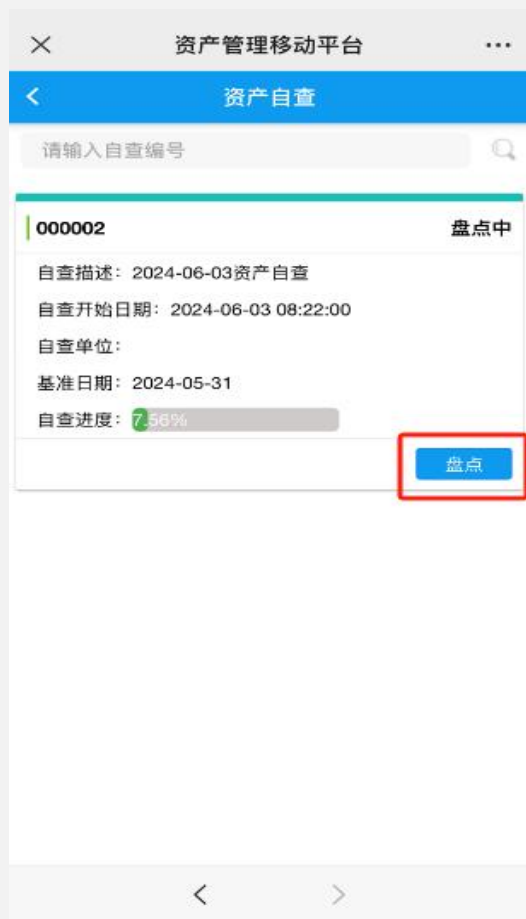 资产管理移动平台
资产自查
请输入自查编号
000002 盘点中
自查描述：2024-06-03资产自查
自查开始日期：2024-06-03 08:22:00
自查单位：
基准日期：2024-05-31
自查进度：7.56%
盘点